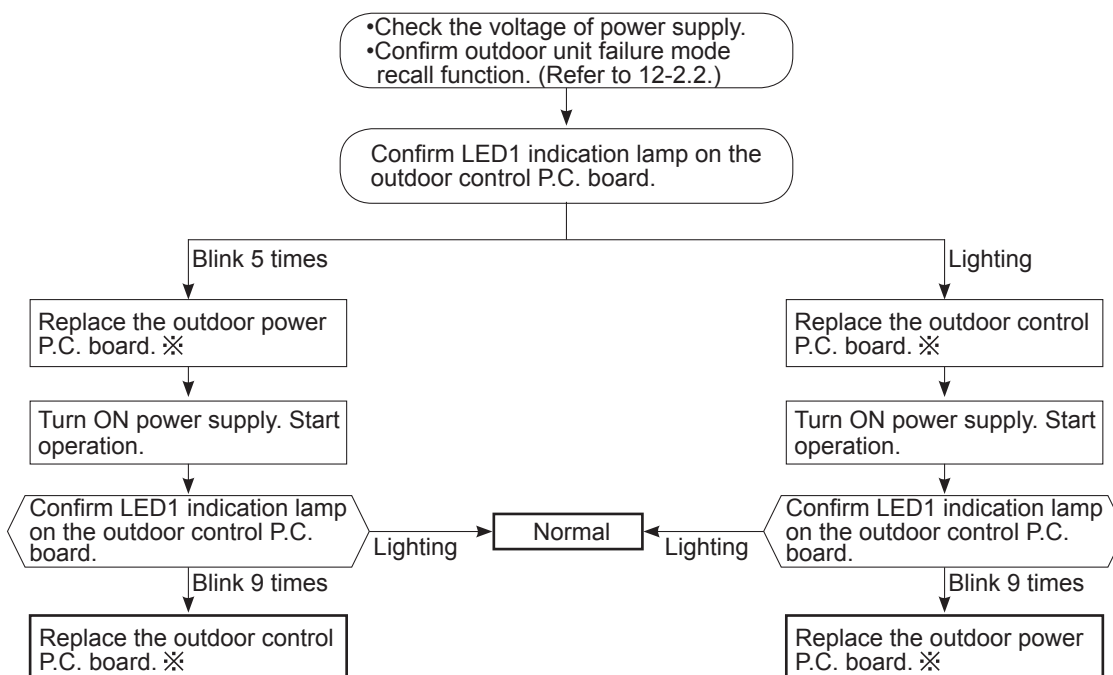 •Check the voltage of power supply.
•Confirm outdoor unit failure mode
recall function. (Refer to 12-2.2.)
Confirm LED1 indication lamp on the
outdoor control P.C. board.
Blink 5 times
Lighting
Replace the outdoor power
P.C. board. ※
Replace the outdoor control
P.C. board. ※
Turn ON power supply. Start
operation.
Turn ON power supply. Start
operation.
Confirm LED1 indication lamp
on the outdoor control P.C.
board.
Lighting
Normal
Lighting
Confirm LED1 indication lamp
on the outdoor control P.C.
board.
Blink 9 times
Blink 9 times
Replace the outdoor control
P.C. board. ※
Replace the outdoor power
P.C. board. ※